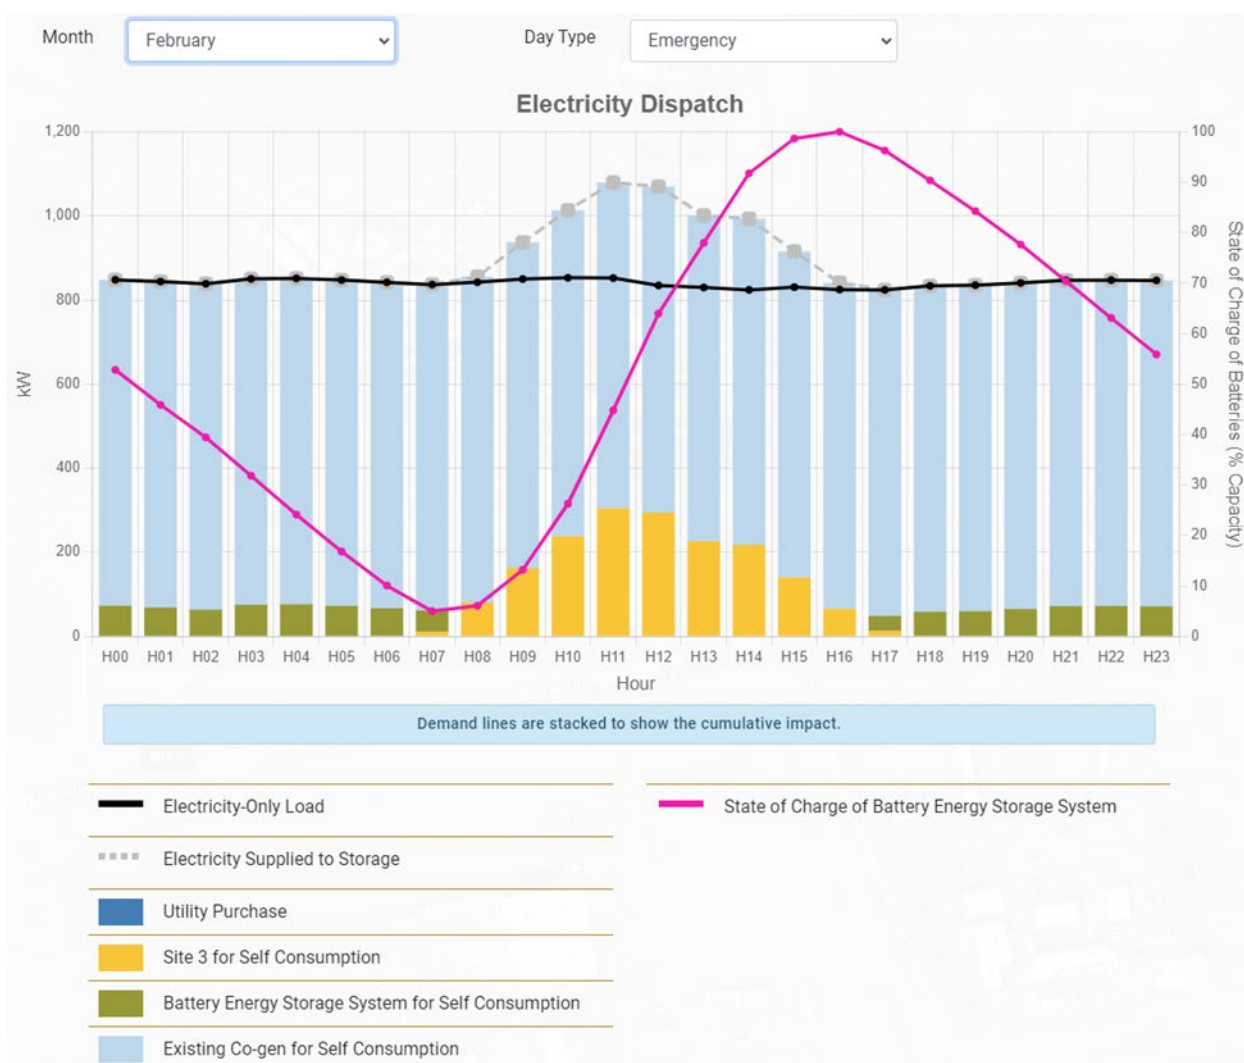 Month February Day Type Emergency
Electricity Dispatch
1,200 100
90
1,000
80
800 70
60
600 50
40
400
30
200 20
10
0 0
kW
State of Charge of Batteries (% Capacity)
H00 H01 H02 H03 H04 H05 H06 H07 H08 H09 H10 H11 H12 H13 H14 H15 H16 H17 H18 H19 H20 H21 H22 H23
Hour
Demand lines are stacked to show the cumulative impact.
Electricity-Only Load
State of Charge of Battery Energy Storage System
Electricity Supplied to Storage
Utility Purchase
Site 3 for Self Consumption
Battery Energy Storage System for Self Consumption
Existing Co-gen for Self Consumption